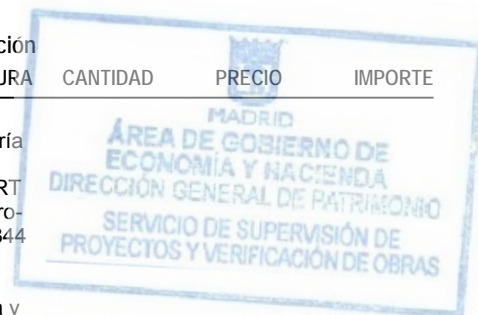 ción
URA CANTIDAD PRECIO IMPORTE
MADRID
ría
ÁREA DE GOBIERNO DE
ECONOMÍA Y HACIENDA
RT
DIRECCIÓN GENERAL DE PATRIMONIO
ro-
344
SERVICIO DE SUPERVISIÓN DE
PROYECTOS Y VERIFICACIÓN DE OBRAS
a y